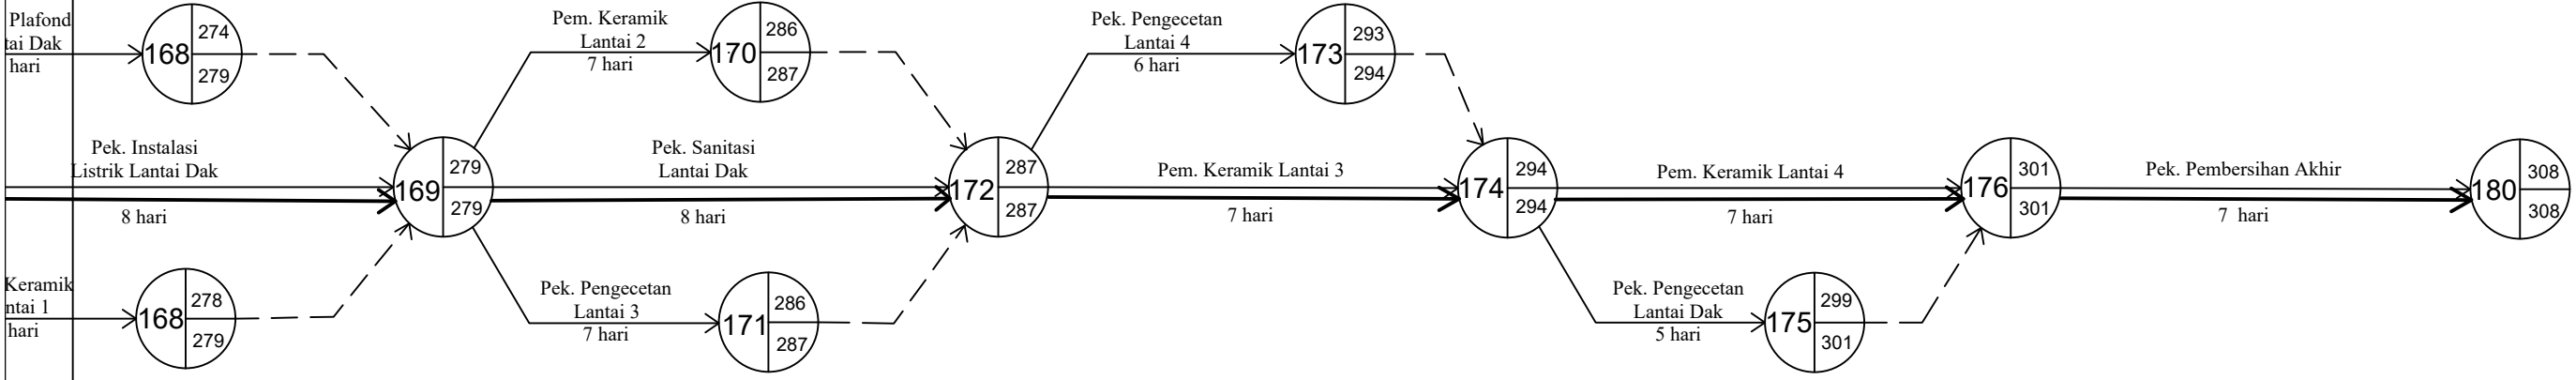 Plafond
tai Dak
hari
168
274
279
Pem. Keramik
Lantai 2
7 hari
170
286
287
Pek. Pengecetan
Lantai 4
6 hari
173
293
294
Pek. Instalasi
Listrik Lantai Dak
8 hari
169
279
279
Pek. Sanitasi
Lantai Dak
8 hari
172
287
287
Pem. Keramik Lantai 3
7 hari
174
294
294
Pem. Keramik Lantai 4
7 hari
176
301
301
Pek. Pembersihan Akhir
7 hari
180
308
308
Keramik
ntai 1
hari
168
278
279
Pek. Pengecetan
Lantai 3
7 hari
171
286
287
Pek. Pengecetan
Lantai Dak
5 hari
175
299
301